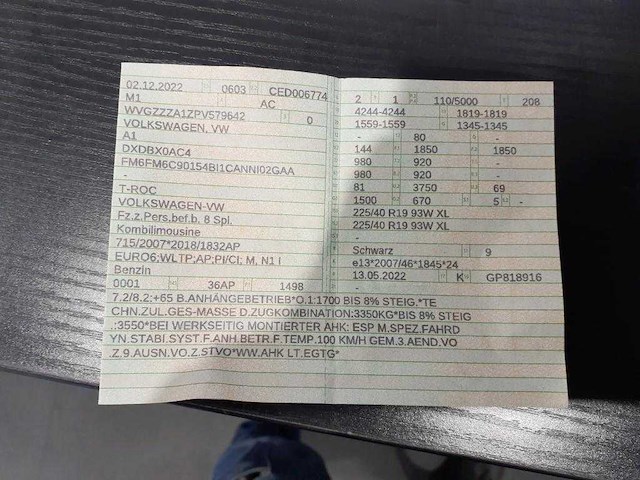 02.12.2022 0603 CED006774
M1 AC
WVGZZZA1ZPV579642 0
VOLKSWAGEN, VW
A1
DXDBX0AC4
FM6FM6C90154BI1CANNI02GAA
-
T-ROC
VOLKSWAGEN-VW
Fz.z.Pers.bef.b. 8 Spl.
Kombilimousine
715/2007*2018/1832AP
EURO6;WLTP;AP;PI/CI; M, N1 I
Benzin
0001 36AP 1498
2 1 110/5000 208
4244-4244 1819-1819
1559-1559 1345-1345
- 80 -
144 1850 1850
980 920 -
980 920 -
81 3750 69
1500 670 5 -
225/40 R19 93W XL
225/40 R19 93W XL
-
Schwarz 9
e13*2007/46*1845*24
13.05.2022 K GP818916
7.2/8.2:+65 B.ANHÄNGEBETRIEB*O.1:1700 BIS 8% STEIG.*TE
CHN.ZUL.GES-MASSE D.ZUGKOMBINATION:3350KG*BIS 8% STEIG
.:3550*BEI WERKSEITIG MONTIERTER AHK: ESP M.SPEZ.FAHRD
YN.STABI.SYST.F.ANH.BETR.F.TEMP.100 KM/H GEM.3.AEND.VO
.Z.9.AUSN.VO.Z.STVO*WW.AHK LT.EGTG*